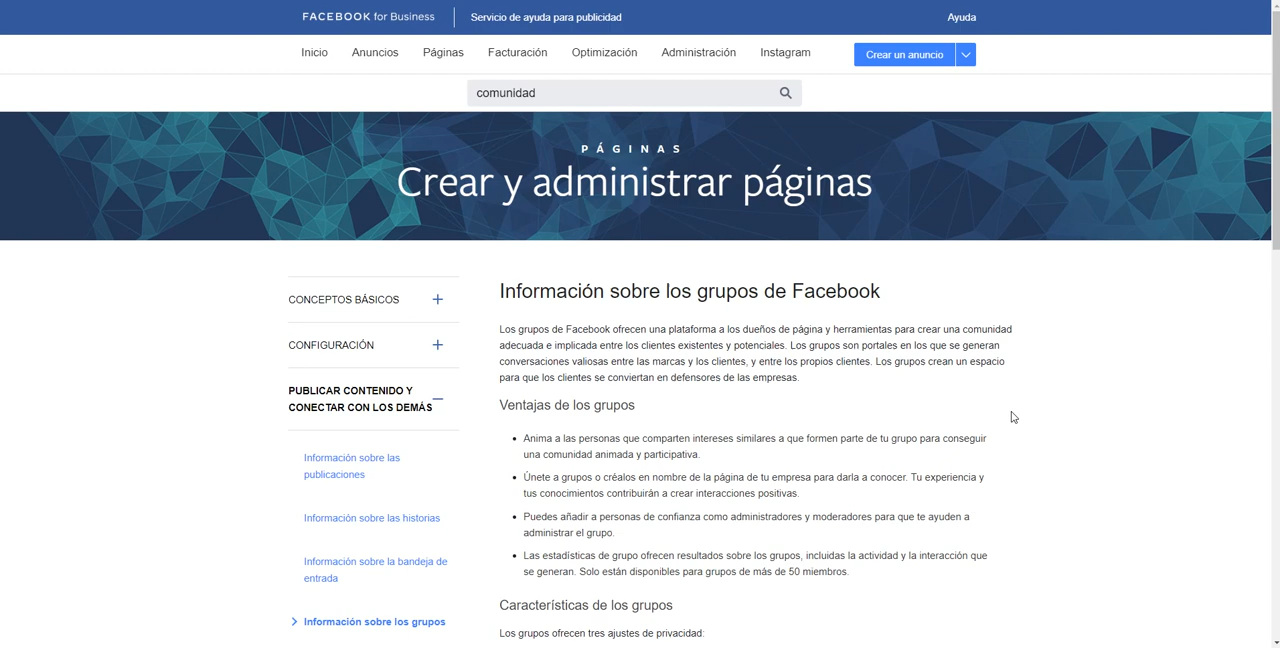 FACEBOOK for Business
Servicio de ayuda para publicidad
Ayuda
Inicio Anuncios Páginas Facturación Optimización Administración Instagram
Crear un anuncio
comunidad
PÁGINAS
Crear y administrar páginas
CONCEPTOS BÁSICOS
CONFIGURACIÓN
PUBLICAR CONTENIDO Y
CONECTAR CON LOS DEMÁS
Información sobre las
publicaciones
Información sobre las historias
Información sobre la bandeja de
entrada
Información sobre los grupos
Información sobre los grupos de Facebook
Los grupos de Facebook ofrecen una plataforma a los dueños de página y herramientas para crear una comunidad
adecuada e implicada entre los clientes existentes y potenciales. Los grupos son portales en los que se generan
conversaciones valiosas entre las marcas y los clientes, y entre los propios clientes. Los grupos crean un espacio
para que los clientes se conviertan en defensores de las empresas.
Ventajas de los grupos
• Anima a las personas que comparten intereses similares a que formen parte de tu grupo para conseguir
una comunidad animada y participativa.
• Únete a grupos o créalos en nombre de la página de tu empresa para darla a conocer. Tu experiencia y
tus conocimientos contribuirán a crear interacciones positivas.
• Puedes añadir a personas de confianza como administradores y moderadores para que te ayuden a
administrar el grupo.
• Las estadísticas de grupo ofrecen resultados sobre los grupos, incluidas la actividad y la interacción que
se generan. Solo están disponibles para grupos de más de 50 miembros.
Características de los grupos
Los grupos ofrecen tres ajustes de privacidad: